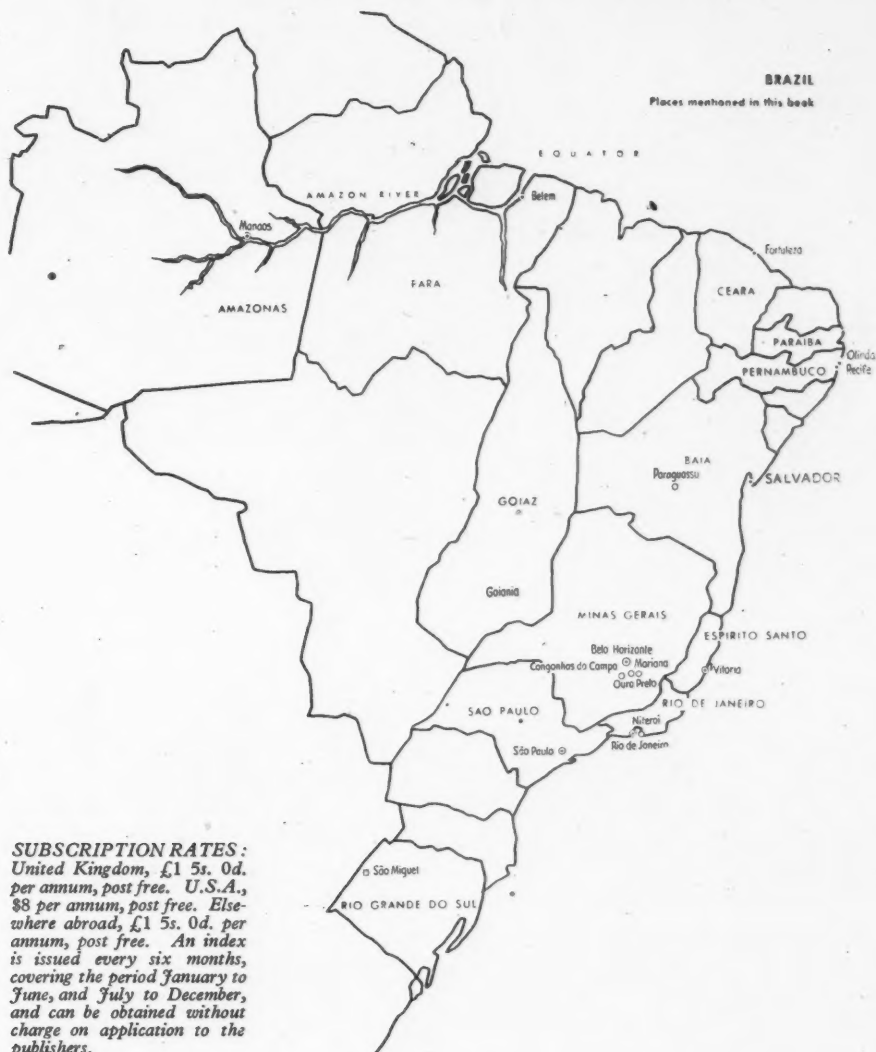 BRAZIL
Places mentioned in this book
EQUATOR
AMAZON RIVER
Belem
Manaos
Fortaleza
PARA
CEARA
AMAZONAS
PARAIBA
Olinda
PERNAMBUCO
Recife
BAIA
Paraguassu
SALVADOR
GOIAZ
Goiania
MINAS GERAIS
ESPIRITO SANTO
Belo Horizonte
Congonhas do Campo
Mariana
Vitoria
Ouro Preto
RIO DE JANEIRO
SAO PAULO
Niteroi
São Paulo
Rio de Janeiro
São Miguel
RIO GRANDE DO SUL
SUBSCRIPTION RATES:
United Kingdom, £1 5s. 0d.
per annum, post free. U.S.A.,
$8 per annum, post free. Else-
where abroad, £1 5s. 0d. per
annum, post free. An index
is issued every six months,
covering the period January to
June, and July to December,
and can be obtained without
charge on application to the
publishers.